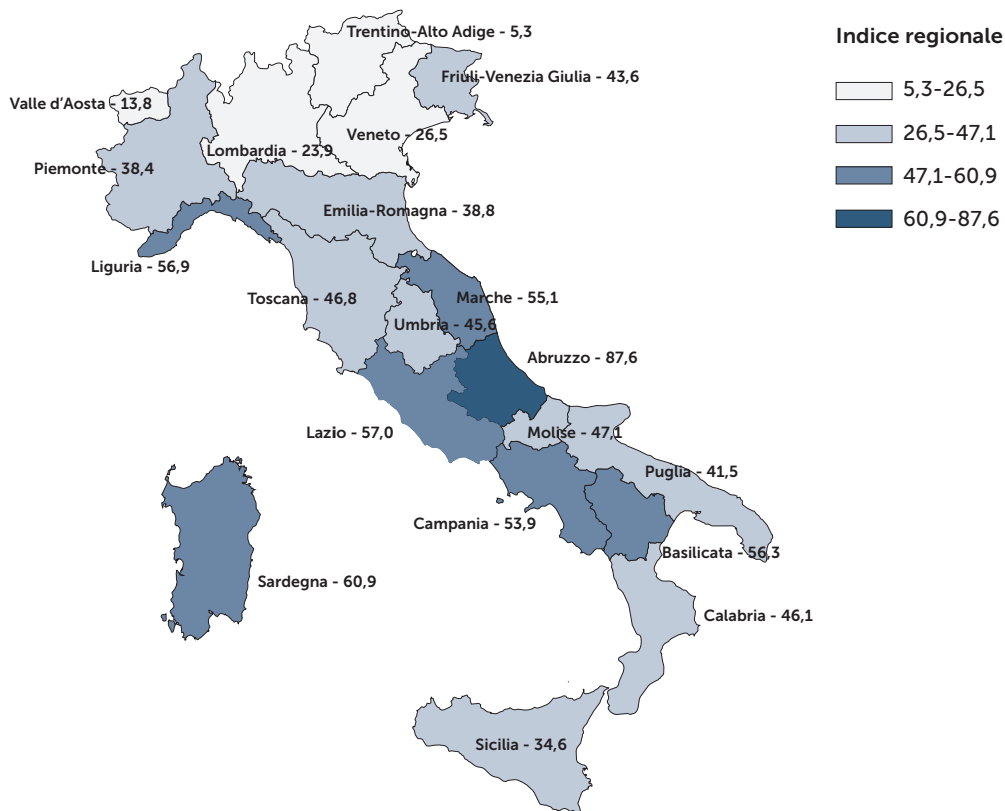 Trentino-Alto Adige - 5,3
Friuli-Venezia Giulia - 43,6
Valle d'Aosta - 13,8
Veneto - 26,5
Lombardia - 23,9
Piemonte - 38,4
Emilia-Romagna - 38,8
Liguria - 56,9
Toscana - 46,8
Marche - 55,1
Umbria - 45,6
Abruzzo - 87,6
Lazio - 57,0
Molise - 47,1
Puglia - 41,5
Campania - 53,9
Basilicata - 56,3
Sardegna - 60,9
Calabria - 46,1
Sicilia - 34,6
Indice regionale
5,3-26,5
26,5-47,1
47,1-60,9
60,9-87,6